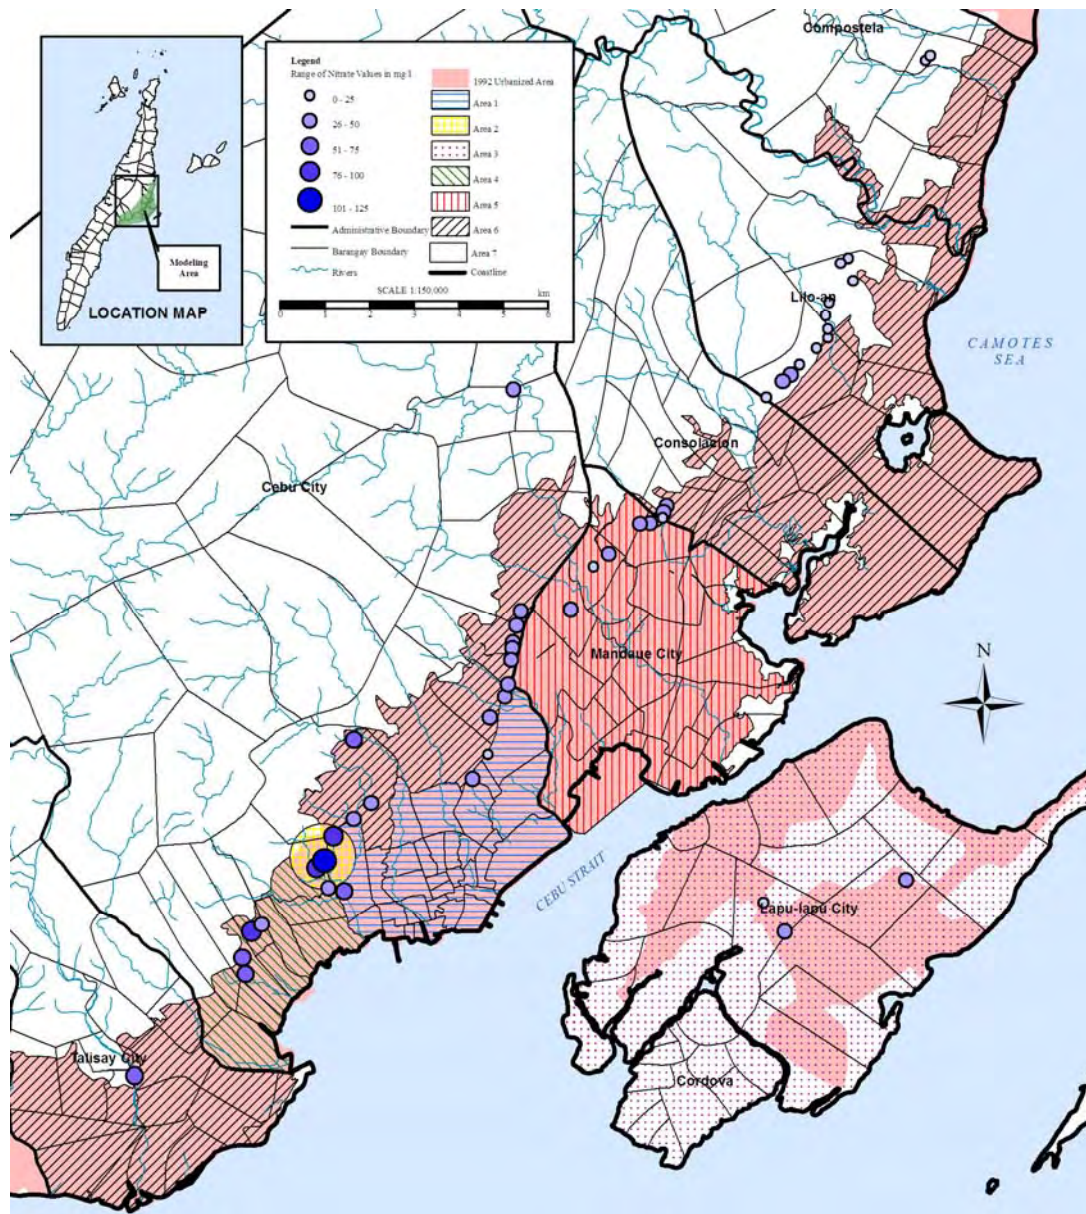 Compostela
Legend
Range of Nitrate Values in mg/l
0 - 25
26 - 50
51 - 75
76 - 100
101 - 125
Administrative Boundary
Barangay Boundary
Rivers
1992 Urbanized Area
Area 1
Area 2
Area 3
Area 4
Area 5
Area 6
Area 7
Coastline
SCALE 1:150,000
km
0 1 2 3 4 5 6
Modeling
Area
LOCATION MAP
Lilo-an
CAMOTES
SEA
Consolacion
Cebu City
Mandaue City
N
CEBU STRAIT
Lapu-lapu City
Talisay City
Cordova